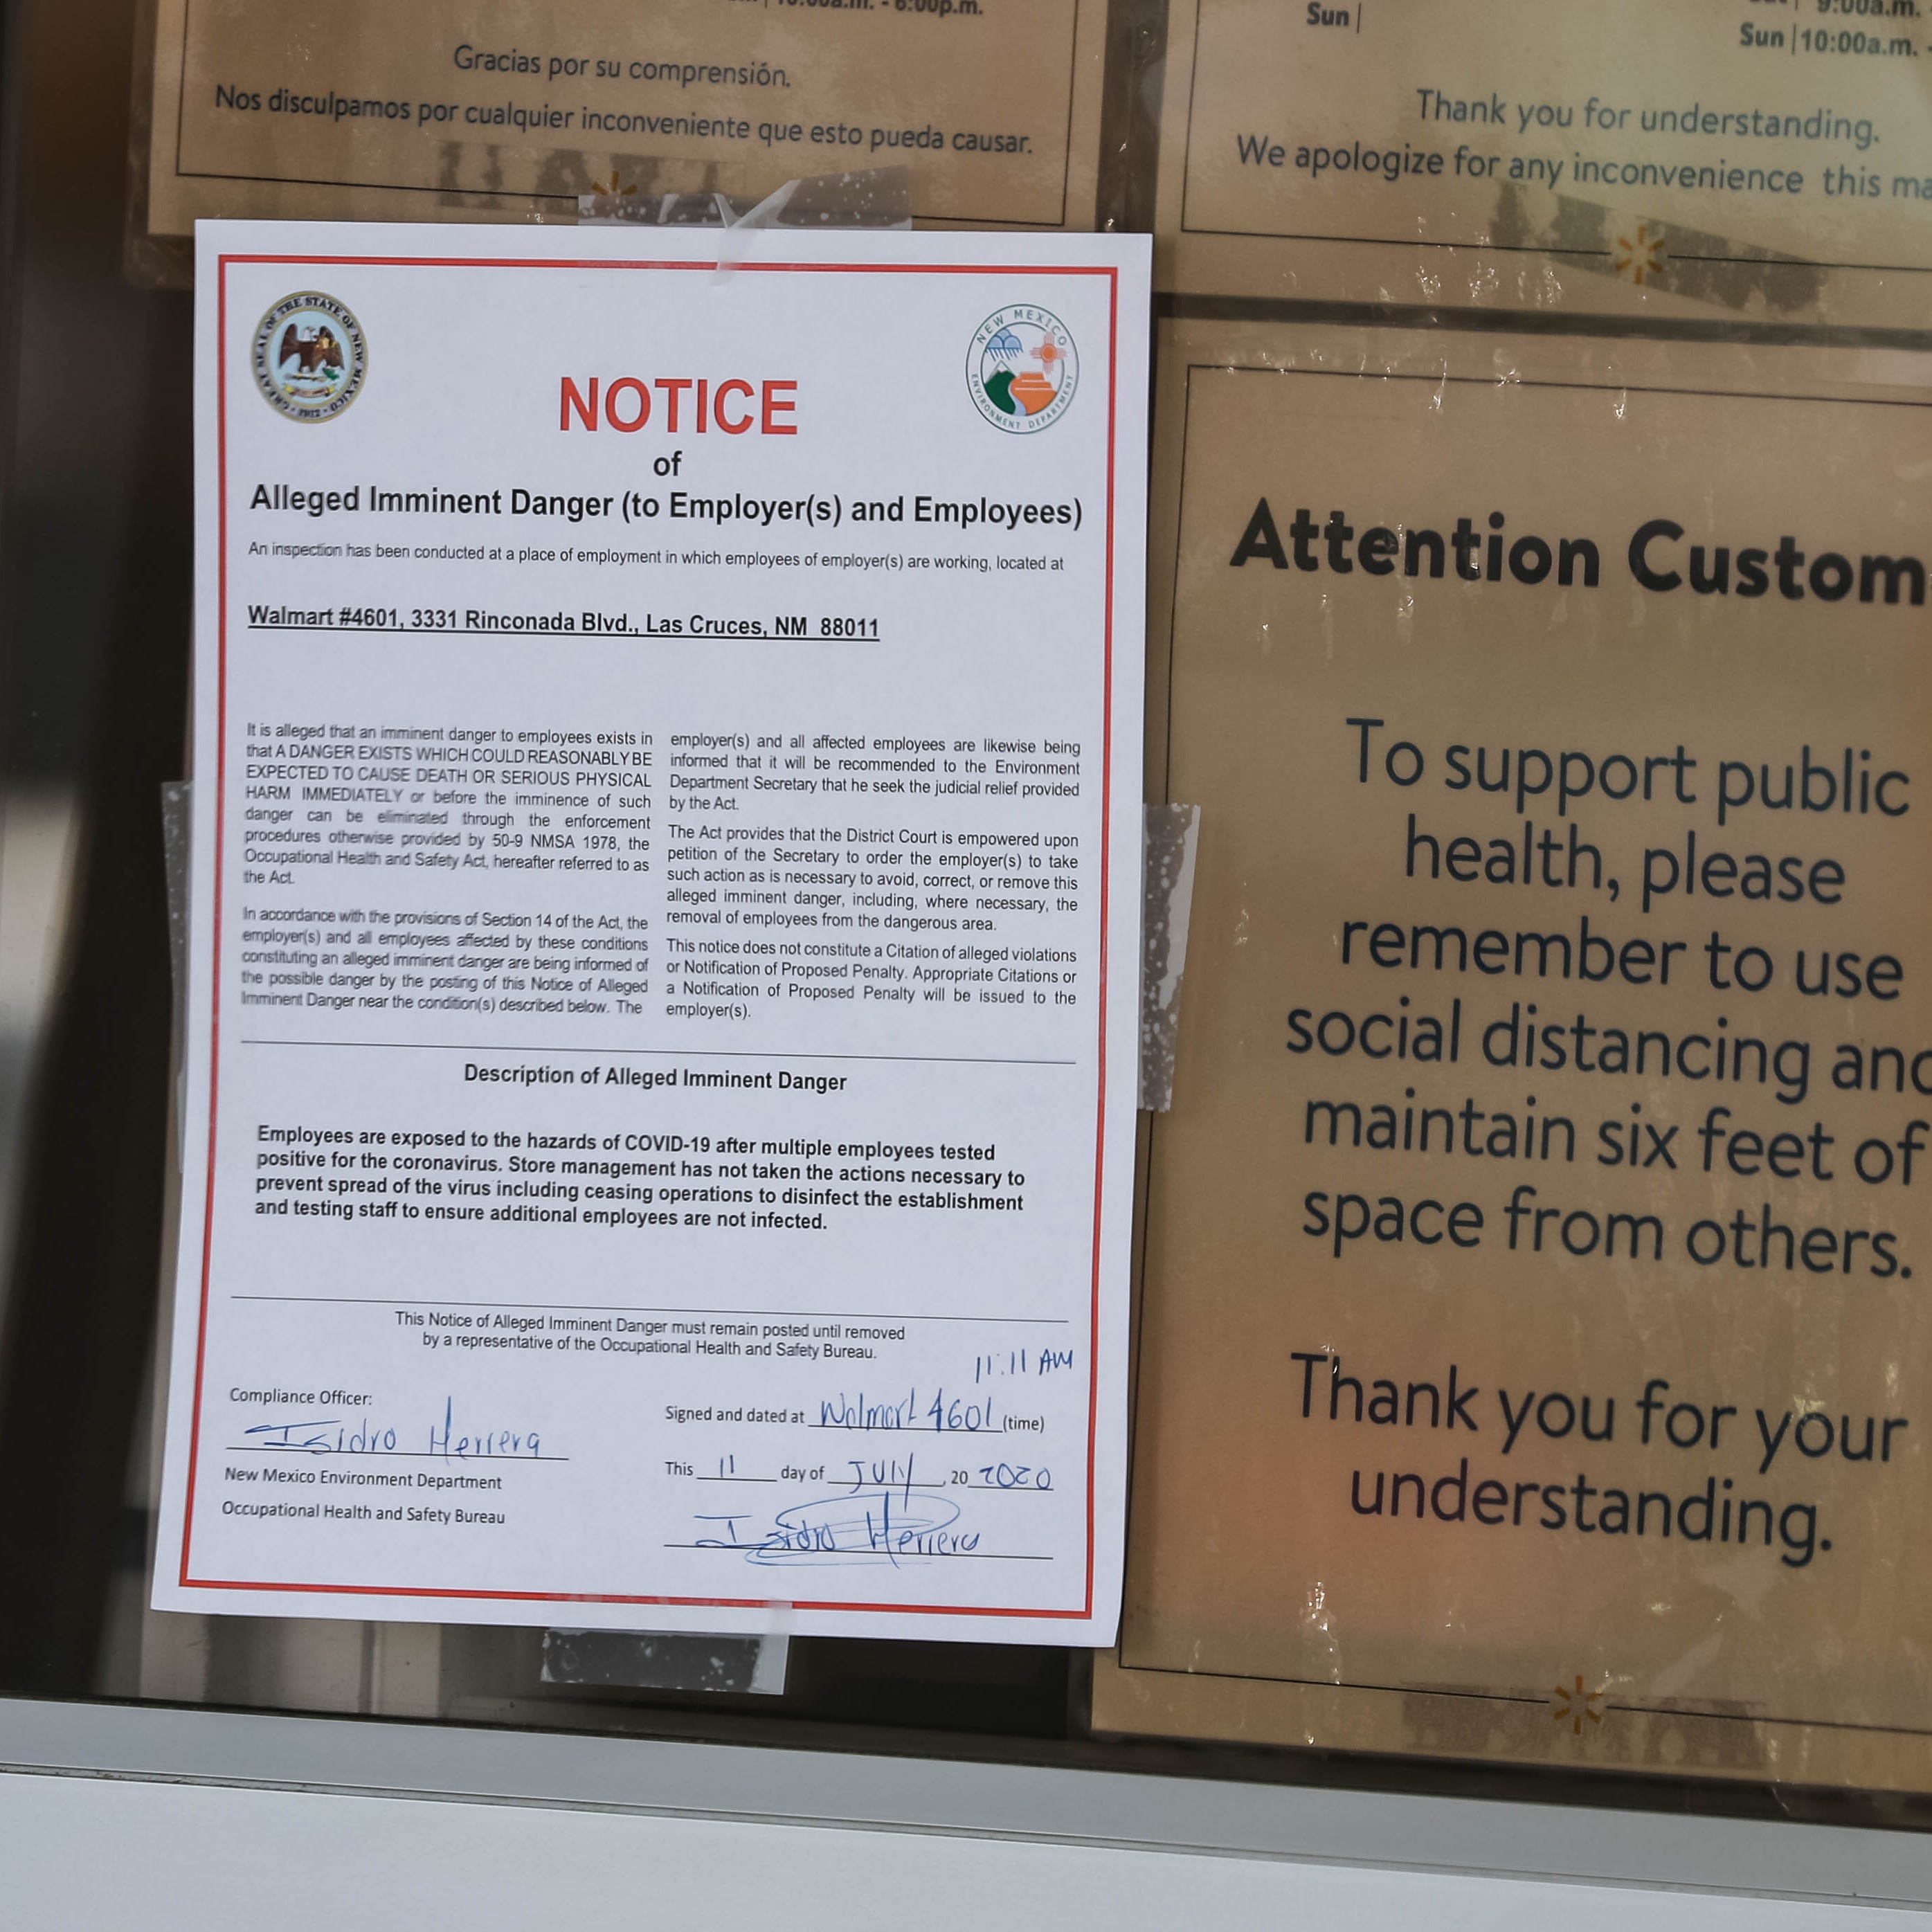 - 6:00p.m.
Gracias por su comprensión.
Nos disculpamos por cualquier inconveniente que esto pueda causar.
Sun |
9:00a.m.
Sun |10:00a.m. -
Thank you for understanding.
We apologize for any inconvenience this ma
GREAT SEAL OF THE STATE OF NEW MEXICO
1912
NEW MEXICO
ENVIRONMENT DEPARTMENT
NOTICE
of
Alleged Imminent Danger (to Employer(s) and Employees)
An inspection has been conducted at a place of employment in which employees of employer(s) are working, located at
Walmart #4601, 3331 Rinconada Blvd., Las Cruces, NM 88011
It is alleged that an imminent danger to employees exists in
that A DANGER EXISTS WHICH COULD REASONABLY BE
EXPECTED TO CAUSE DEATH OR SERIOUS PHYSICAL
HARM IMMEDIATELY or before the imminence of such
danger can be eliminated through the enforcement
procedures otherwise provided by 50-9 NMSA 1978, the
Occupational Health and Safety Act, hereafter referred to as
the Act.
In accordance with the provisions of Section 14 of the Act, the
employer(s) and all employees affected by these conditions
constituting an alleged imminent danger are being informed of
the possible danger by the posting of this Notice of Alleged
Imminent Danger near the condition(s) described below. The
employer(s) and all affected employees are likewise being
informed that it will be recommended to the Environment
Department Secretary that he seek the judicial relief provided
by the Act.
The Act provides that the District Court is empowered upon
petition of the Secretary to order the employer(s) to take
such action as is necessary to avoid, correct, or remove this
alleged imminent danger, including, where necessary, the
removal of employees from the dangerous area.
This notice does not constitute a Citation of alleged violations
or Notification of Proposed Penalty. Appropriate Citations or
a Notification of Proposed Penalty will be issued to the
employer(s).
Description of Alleged Imminent Danger
Employees are exposed to the hazards of COVID-19 after multiple employees tested
positive for the coronavirus. Store management has not taken the actions necessary to
prevent spread of the virus including ceasing operations to disinfect the establishment
and testing staff to ensure additional employees are not infected.
This Notice of Alleged Imminent Danger must remain posted until removed
by a representative of the Occupational Health and Safety Bureau.
11:11 AM
Compliance Officer:
Isidro Herrera
New Mexico Environment Department
Occupational Health and Safety Bureau
Signed and dated at Walmart 4601 (time)
This 11 day of JULY, 20 2020
Isidro Herrera
Attention Custom
To support public
health, please
remember to use
social distancing and
maintain six feet of
space from others.
Thank you for your
understanding.